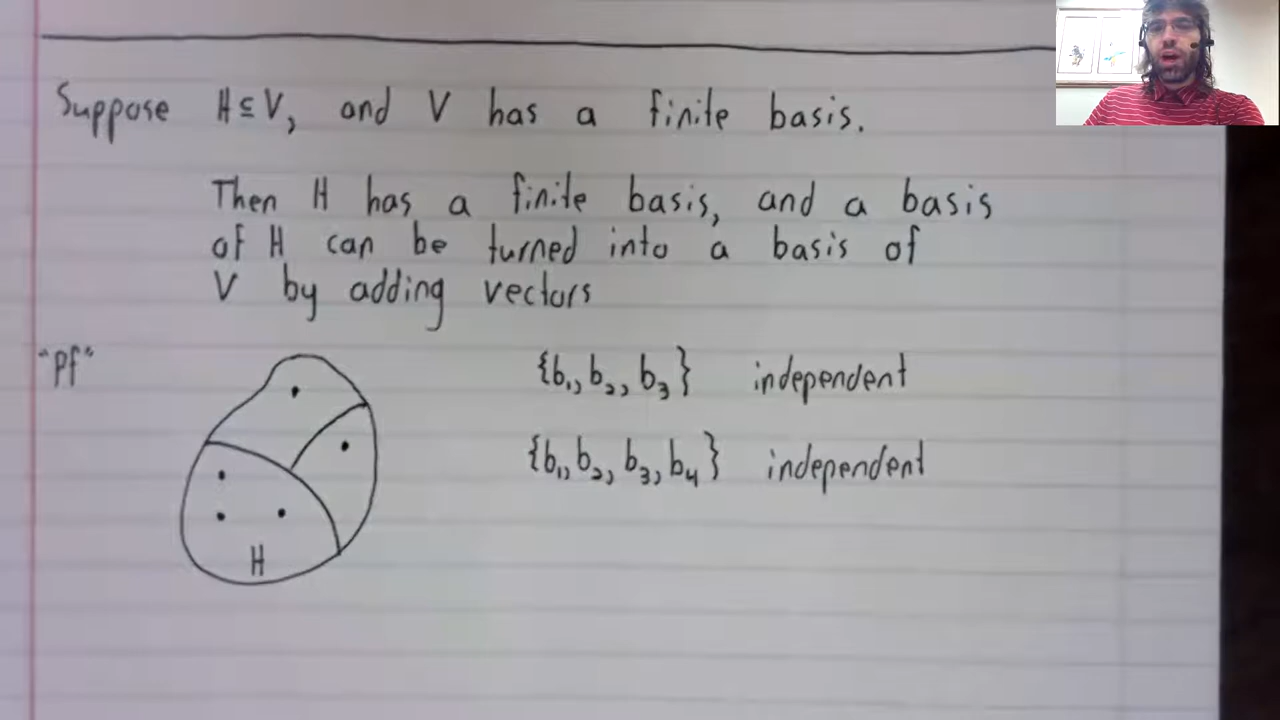 Suppose H ⊆ V, and V has a finite basis.
Then H has a finite basis, and a basis
of H can be turned into a basis of
V by adding vectors
"pf"
{b₁, b₂, b₃} independent
{b₁, b₂, b₃, b₄} independent
H